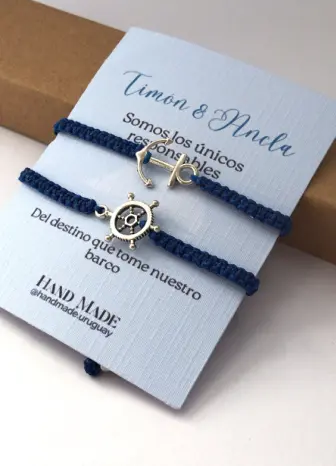 Timón & Ancla
Somos los únicos
responsables
Del destino que tome nuestro
barco
HAND MADE
@handmade.uruguay